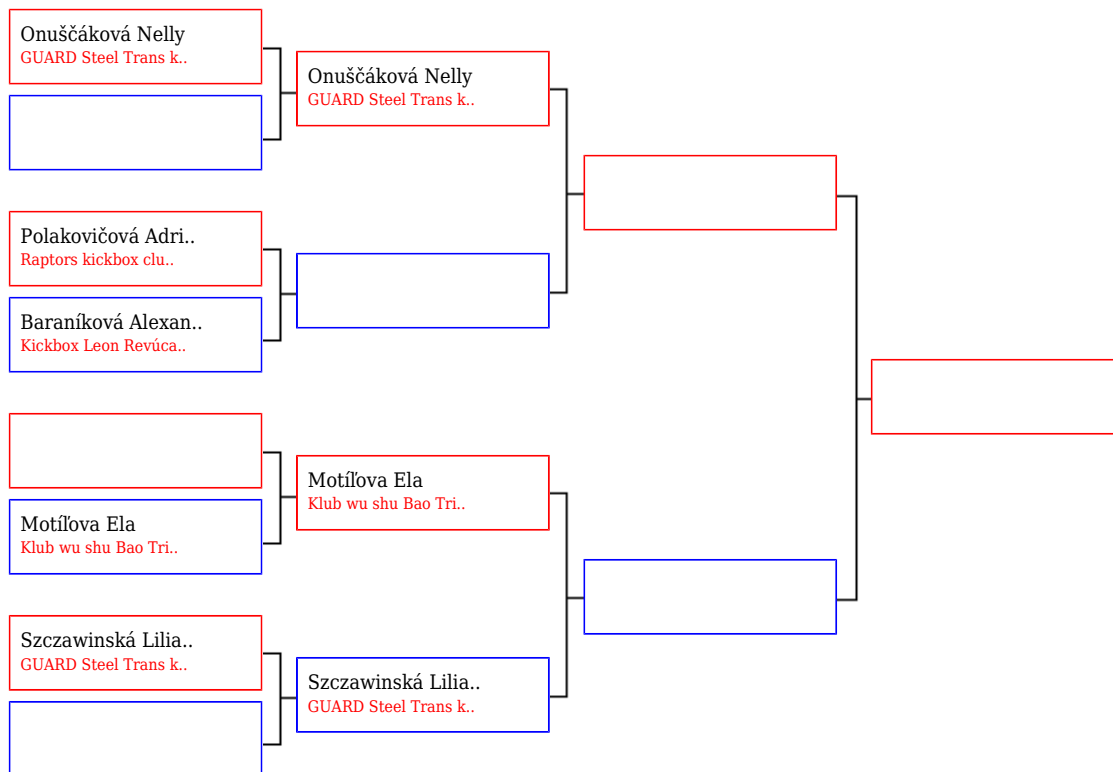 Onuščáková Nelly
GUARD Steel Trans k..
Onuščáková Nelly
GUARD Steel Trans k..
Polakovičová Adri..
Raptors kickbox clu..
Baraníková Alexan..
Kickbox Leon Revúca..
Motíľova Ela
Klub wu shu Bao Tri..
Motíľova Ela
Klub wu shu Bao Tri..
Szczawinská Lilia..
GUARD Steel Trans k..
Szczawinská Lilia..
GUARD Steel Trans k..